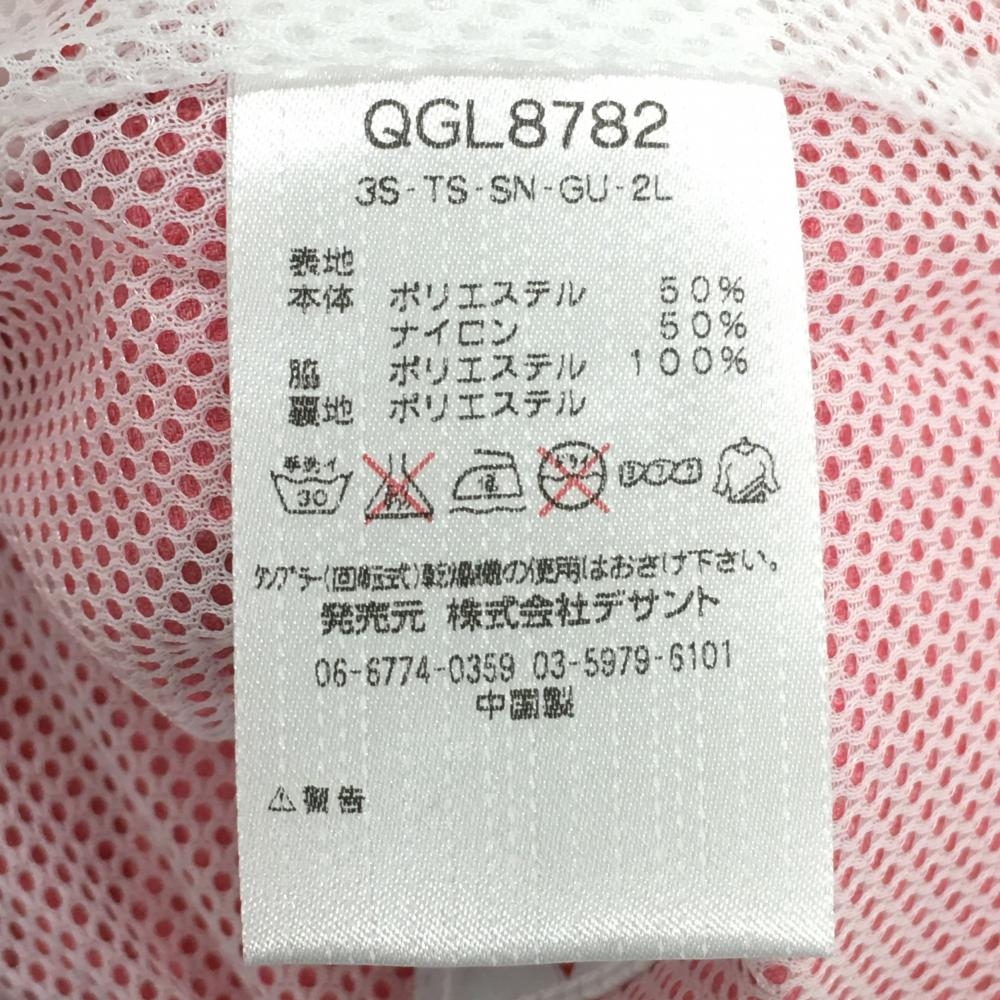 QGL8782
3S-TS-SN-GU-2L
表地
本体 ポリエステル 50%
ナイロン 50%
脇 ポリエステル 100%
裏地 ポリエステル
手洗イ
30
中
タンブラー(回転式)乾燥機の使用はおさけ下さい。
発売元 株式会社デサント
06-6774-0359 03-5979-6101
中国製
⚠警告